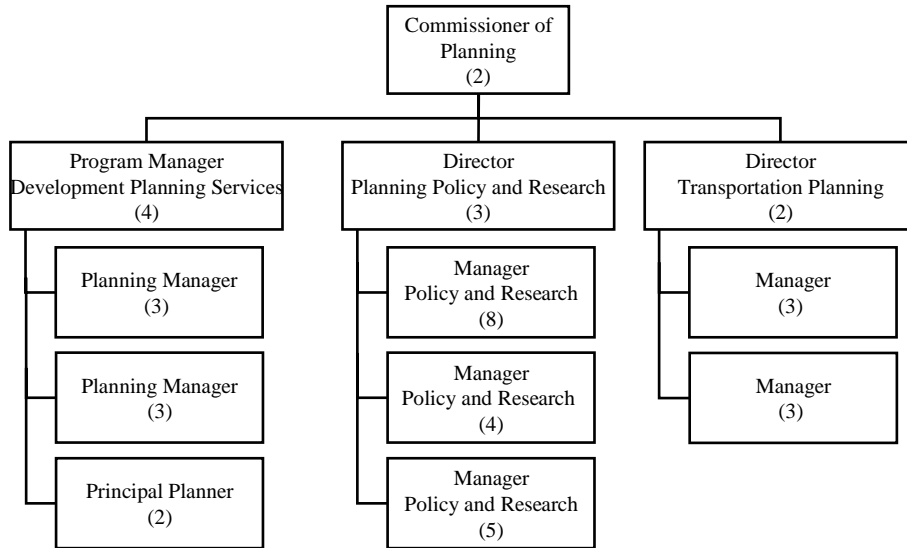 Commissioner of
Planning
(2)
Program Manager
Development Planning Services
(4)
Planning Manager
(3)
Planning Manager
(3)
Principal Planner
(2)
Director
Planning Policy and Research
(3)
Manager
Policy and Research
(8)
Manager
Policy and Research
(4)
Manager
Policy and Research
(5)
Director
Transportation Planning
(2)
Manager
(3)
Manager
(3)